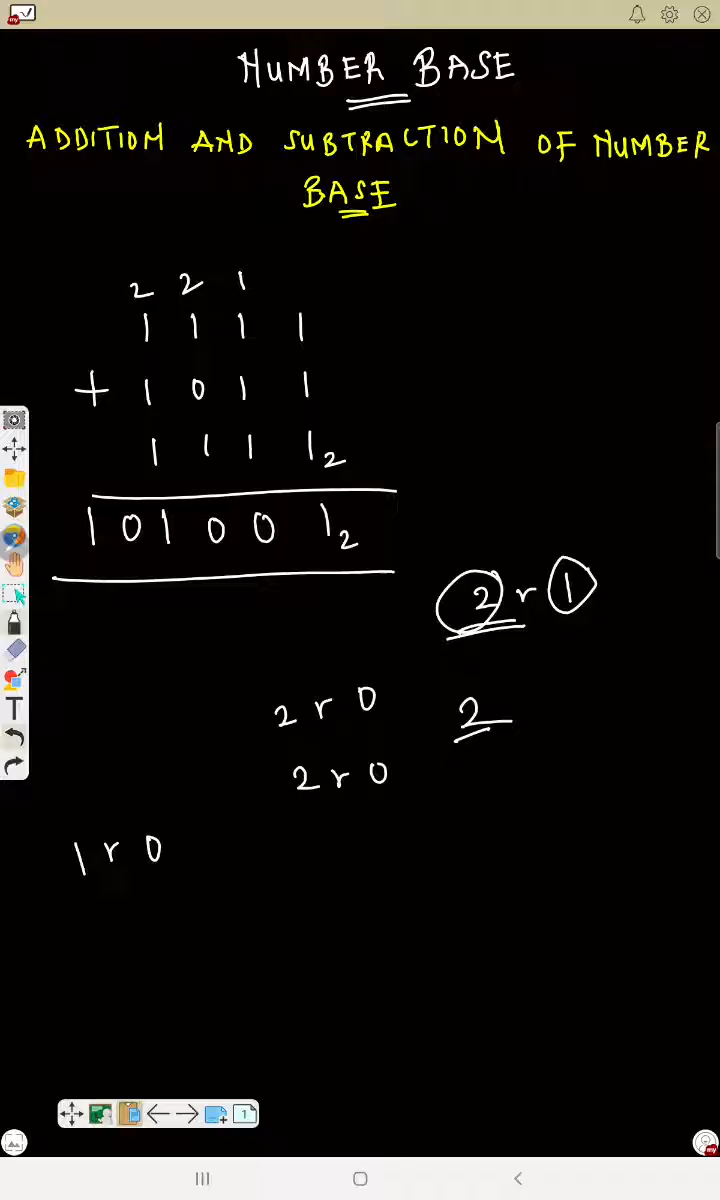 NUMBER BASE
ADDITION AND SUBTRACTION OF NUMBER
BASE
2 2 1
1 1 1 1
+ 1 0 1 1
1 1 1 1₂
1 0 1 0 0 1₂
2 r 1
2 r 0 2
2 r 0
1 r 0
T
1